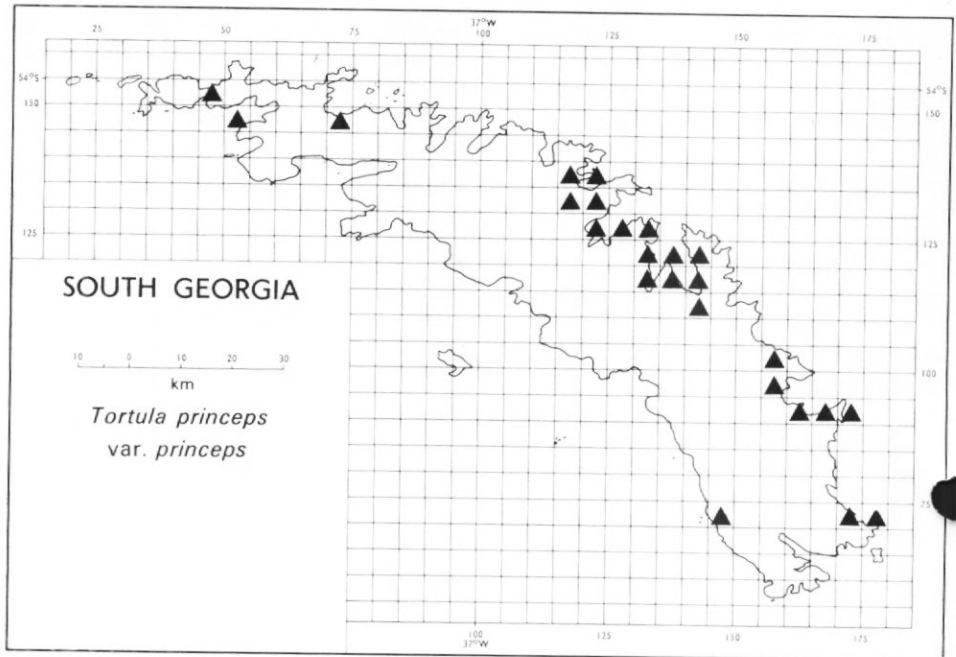 37°W
25 50 75 100 125 150 175
54°S
54°S
150
150
125
125
SOUTH GEORGIA
10 0 10 20 30
km
100
Tortula princeps
var. princeps
75
100 125 150 175
37°W